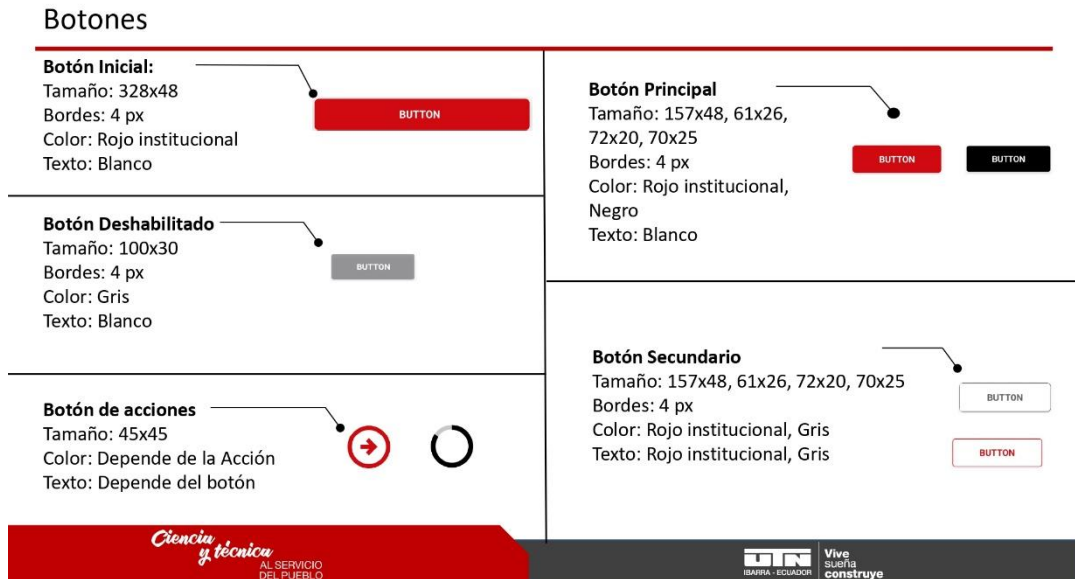 Botones
Botón Inicial:
Tamaño: 328x48
Bordes: 4 px
Color: Rojo institucional
Texto: Blanco
BUTTON
Botón Deshabilitado
Tamaño: 100x30
Bordes: 4 px
Color: Gris
Texto: Blanco
BUTTON
Botón de acciones
Tamaño: 45x45
Color: Depende de la Acción
Texto: Depende del botón
Botón Principal
Tamaño: 157x48, 61x26,
72x20, 70x25
Bordes: 4 px
Color: Rojo institucional,
Negro
Texto: Blanco
BUTTON
BUTTON
Botón Secundario
Tamaño: 157x48, 61x26, 72x20, 70x25
Bordes: 4 px
Color: Rojo institucional, Gris
Texto: Rojo institucional, Gris
BUTTON
BUTTON
Ciencia
y técnica
AL SERVICIO
DEL PUEBLO
UTN
IBARRA - ECUADOR
Vive
sueña
construye